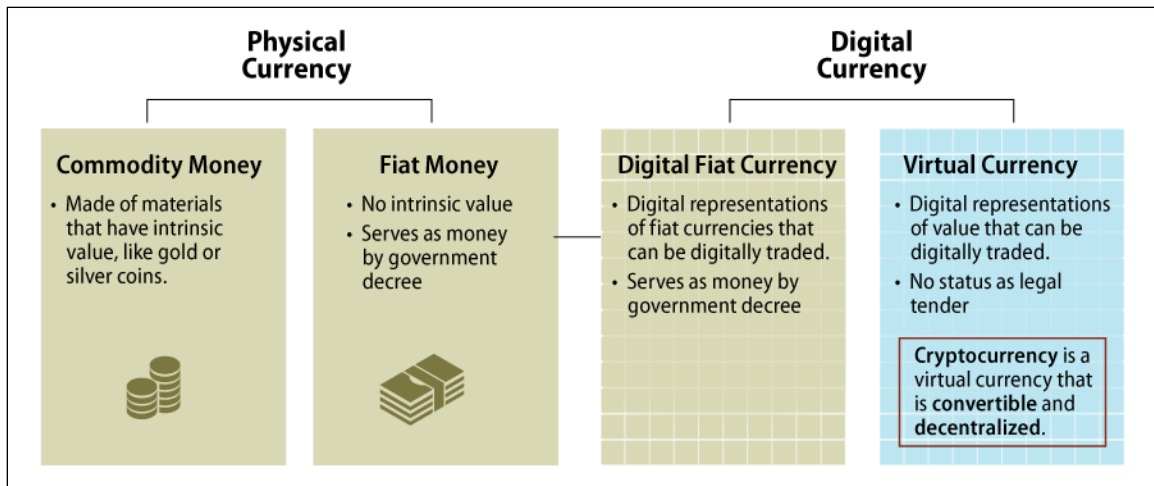 Physical
Currency
Digital
Currency
Commodity Money
• Made of materials
that have intrinsic
value, like gold or
silver coins.
Fiat Money
• No intrinsic value
• Serves as money
by government
decree
Digital Fiat Currency
• Digital representations
of fiat currencies that
can be digitally traded.
• Serves as money by
government decree
Virtual Currency
• Digital representations
of value that can be
digitally traded.
• No status as legal
tender
Cryptocurrency is a
virtual currency that
is convertible and
decentralized.